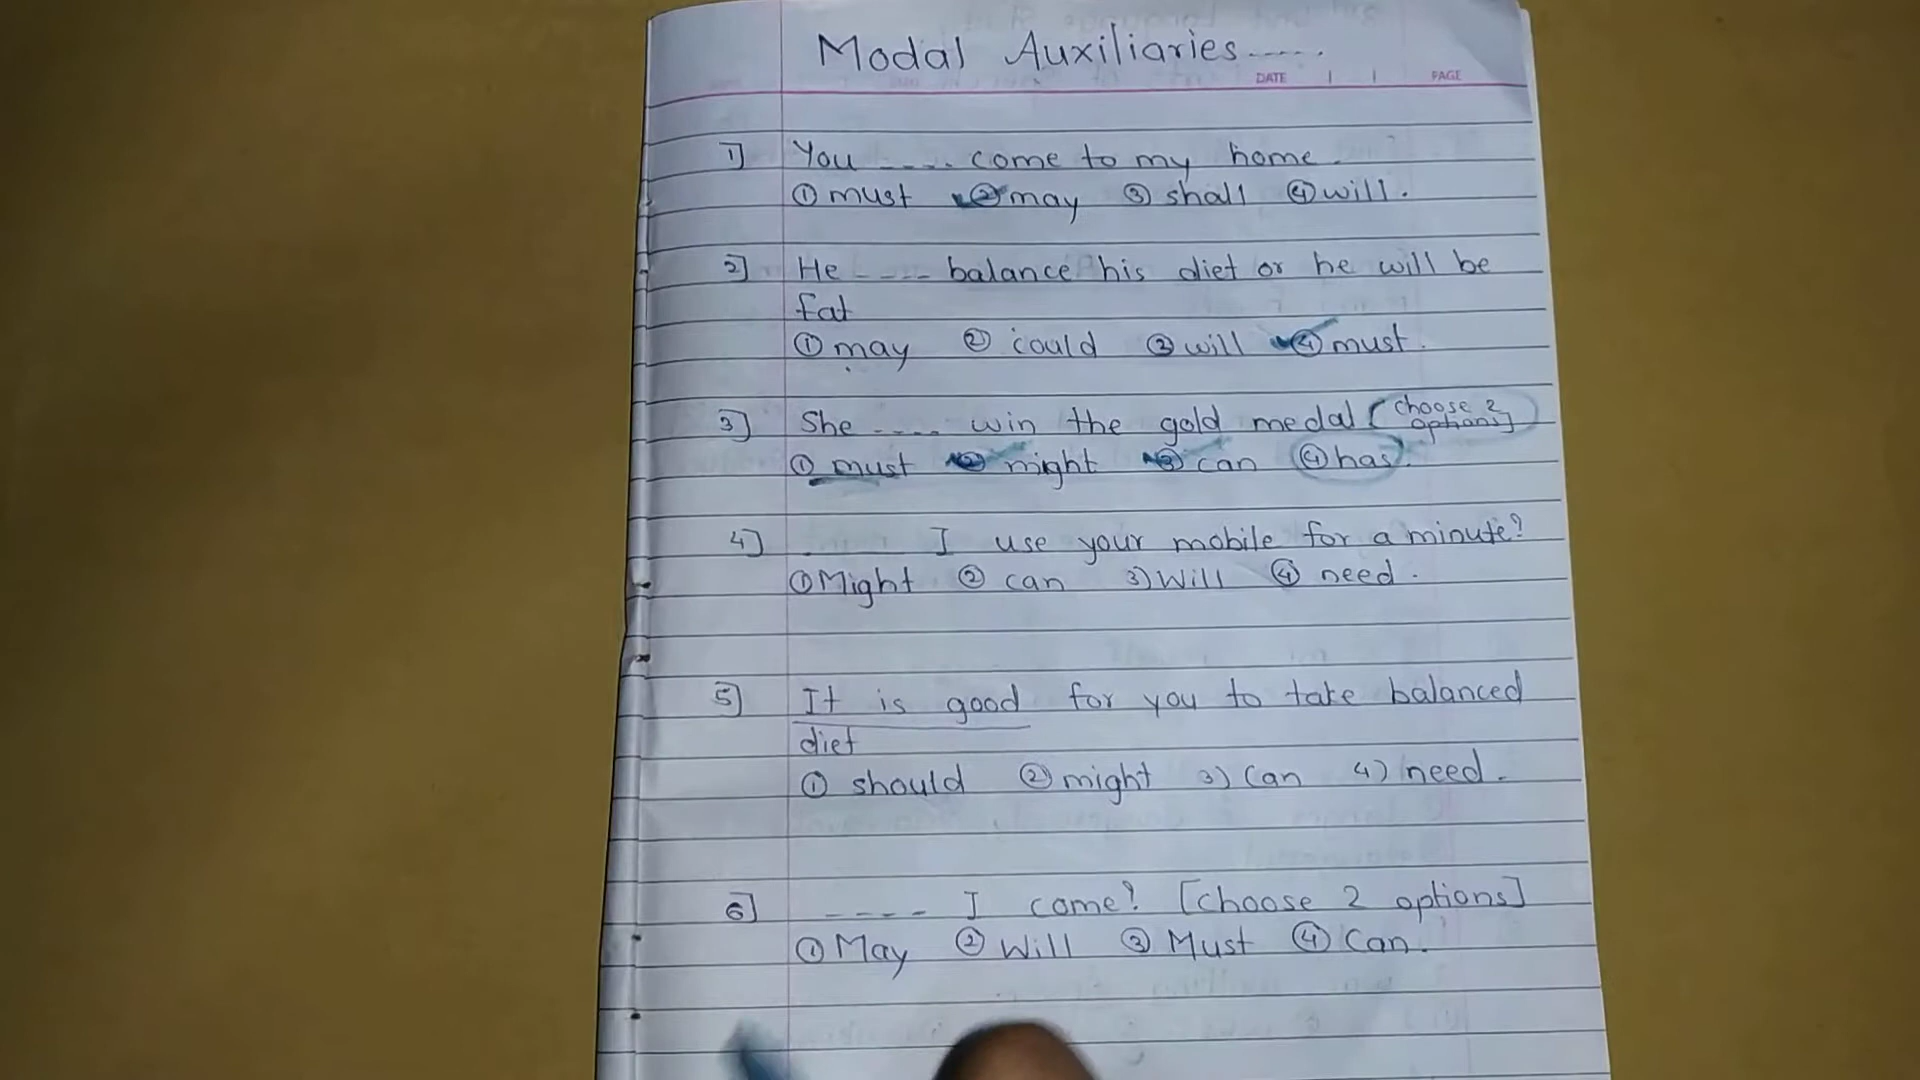 Modal Auxiliaries-----
DATE PAGE
1] You ---- come to my home.
① must ② may ③ shall ④ will.
2] He ---- balance his diet or he will be
fat
① may ② could ③ will ④ must.
3] She ---- win the gold medal [choose 2
options]
① must ② might ③ can ④ has.
4] ---- I use your mobile for a minute?
① Might ② can 3) Will ④ need.
5] It is good for you to take balanced
diet
① should ② might 3) Can 4) need.
6] ---- I come? [choose 2 options]
① May ② Will ③ Must ④ Can.